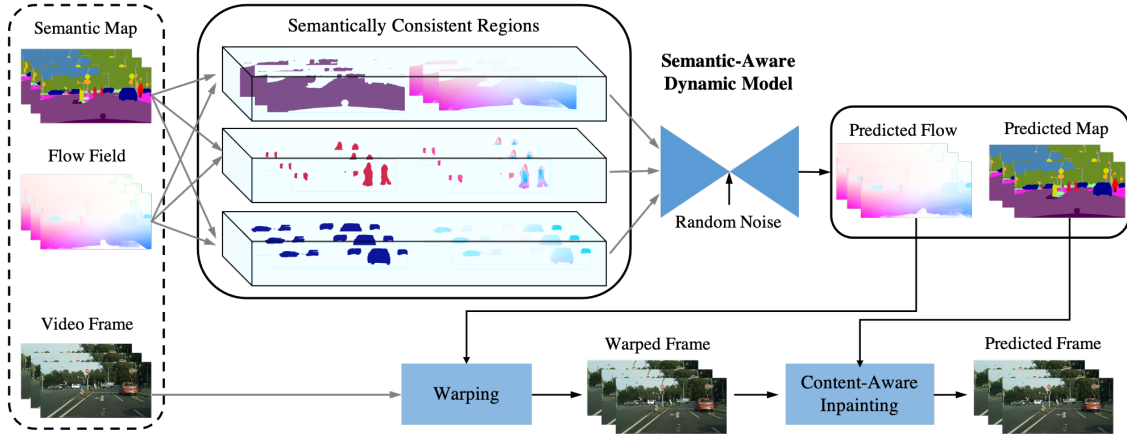 Semantic Map
Flow Field
Video Frame
Semantically Consistent Regions
Semantic-Aware
Dynamic Model
Random Noise
Predicted Flow
Predicted Map
Warping
Warped Frame
Content-Aware
Inpainting
Predicted Frame